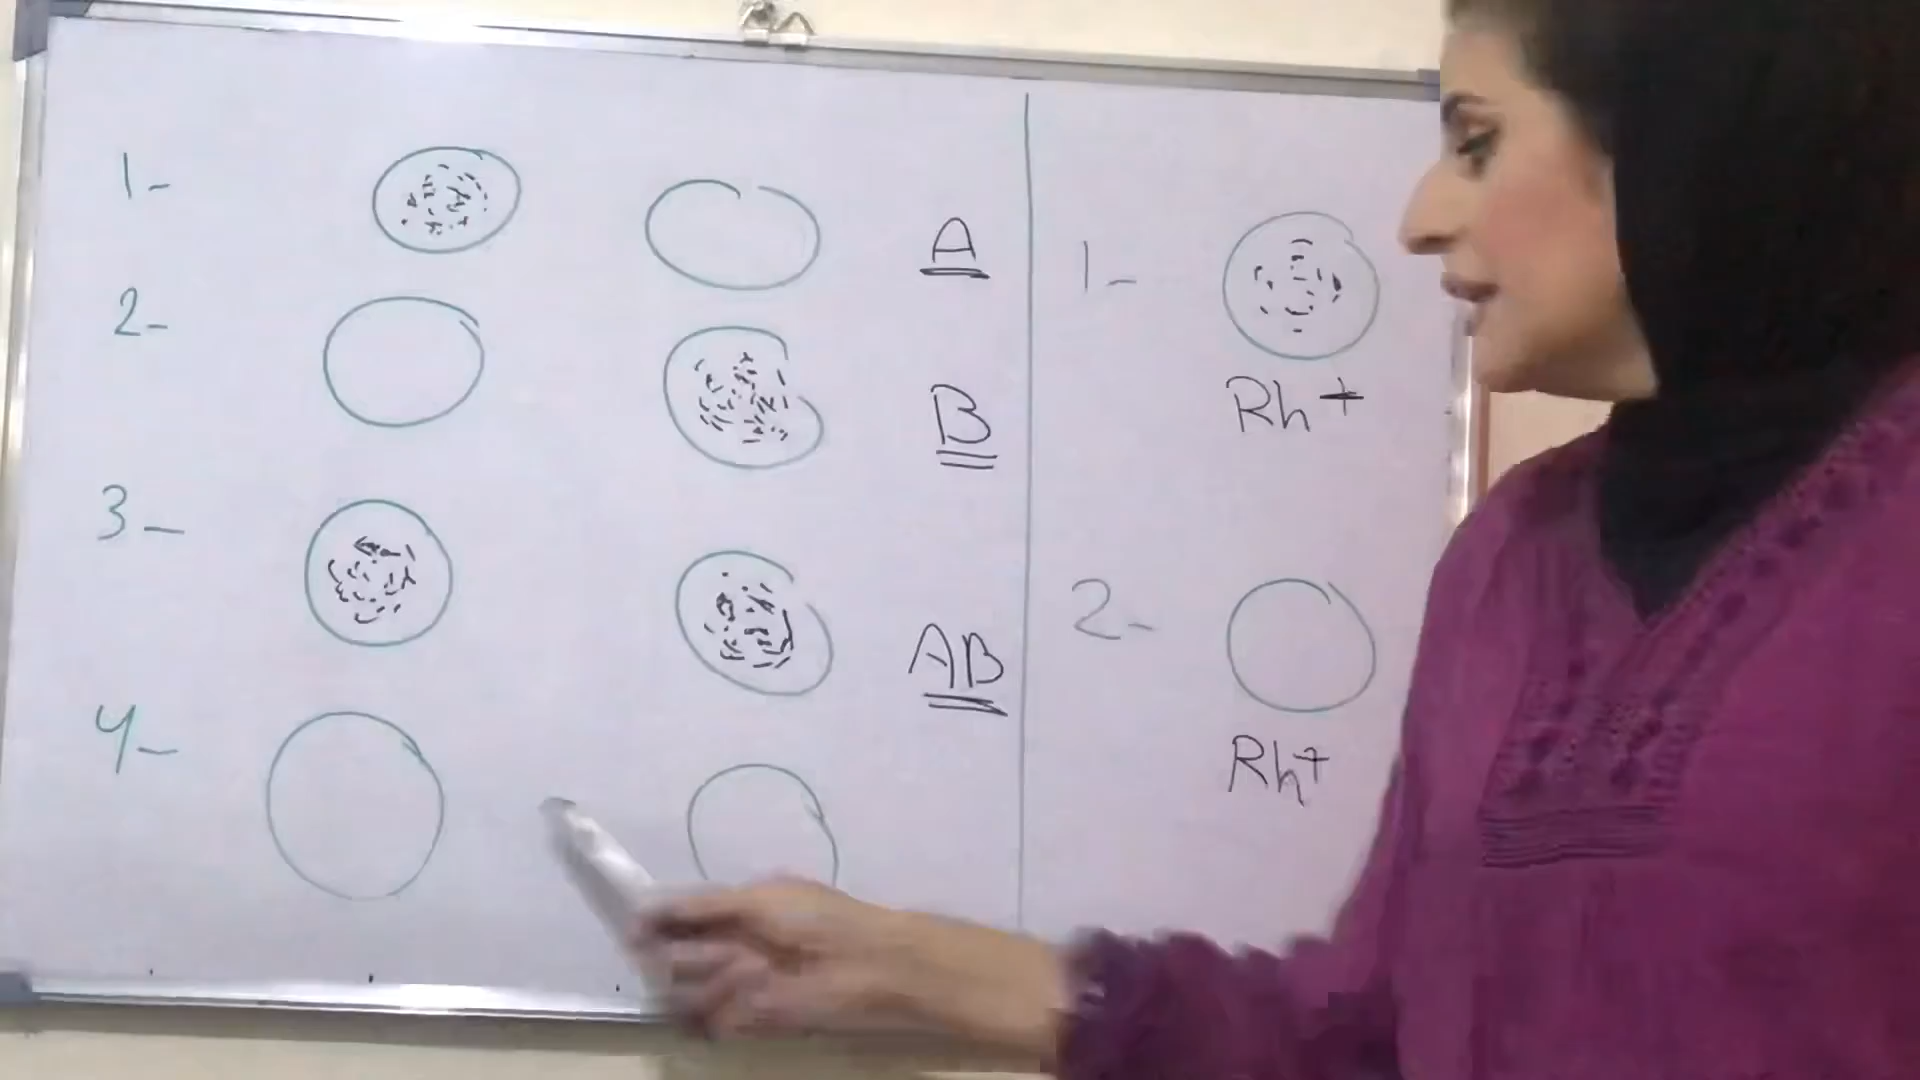 1- A
2- B
3- AB
4-
1-
Rh+
2-
Rh+